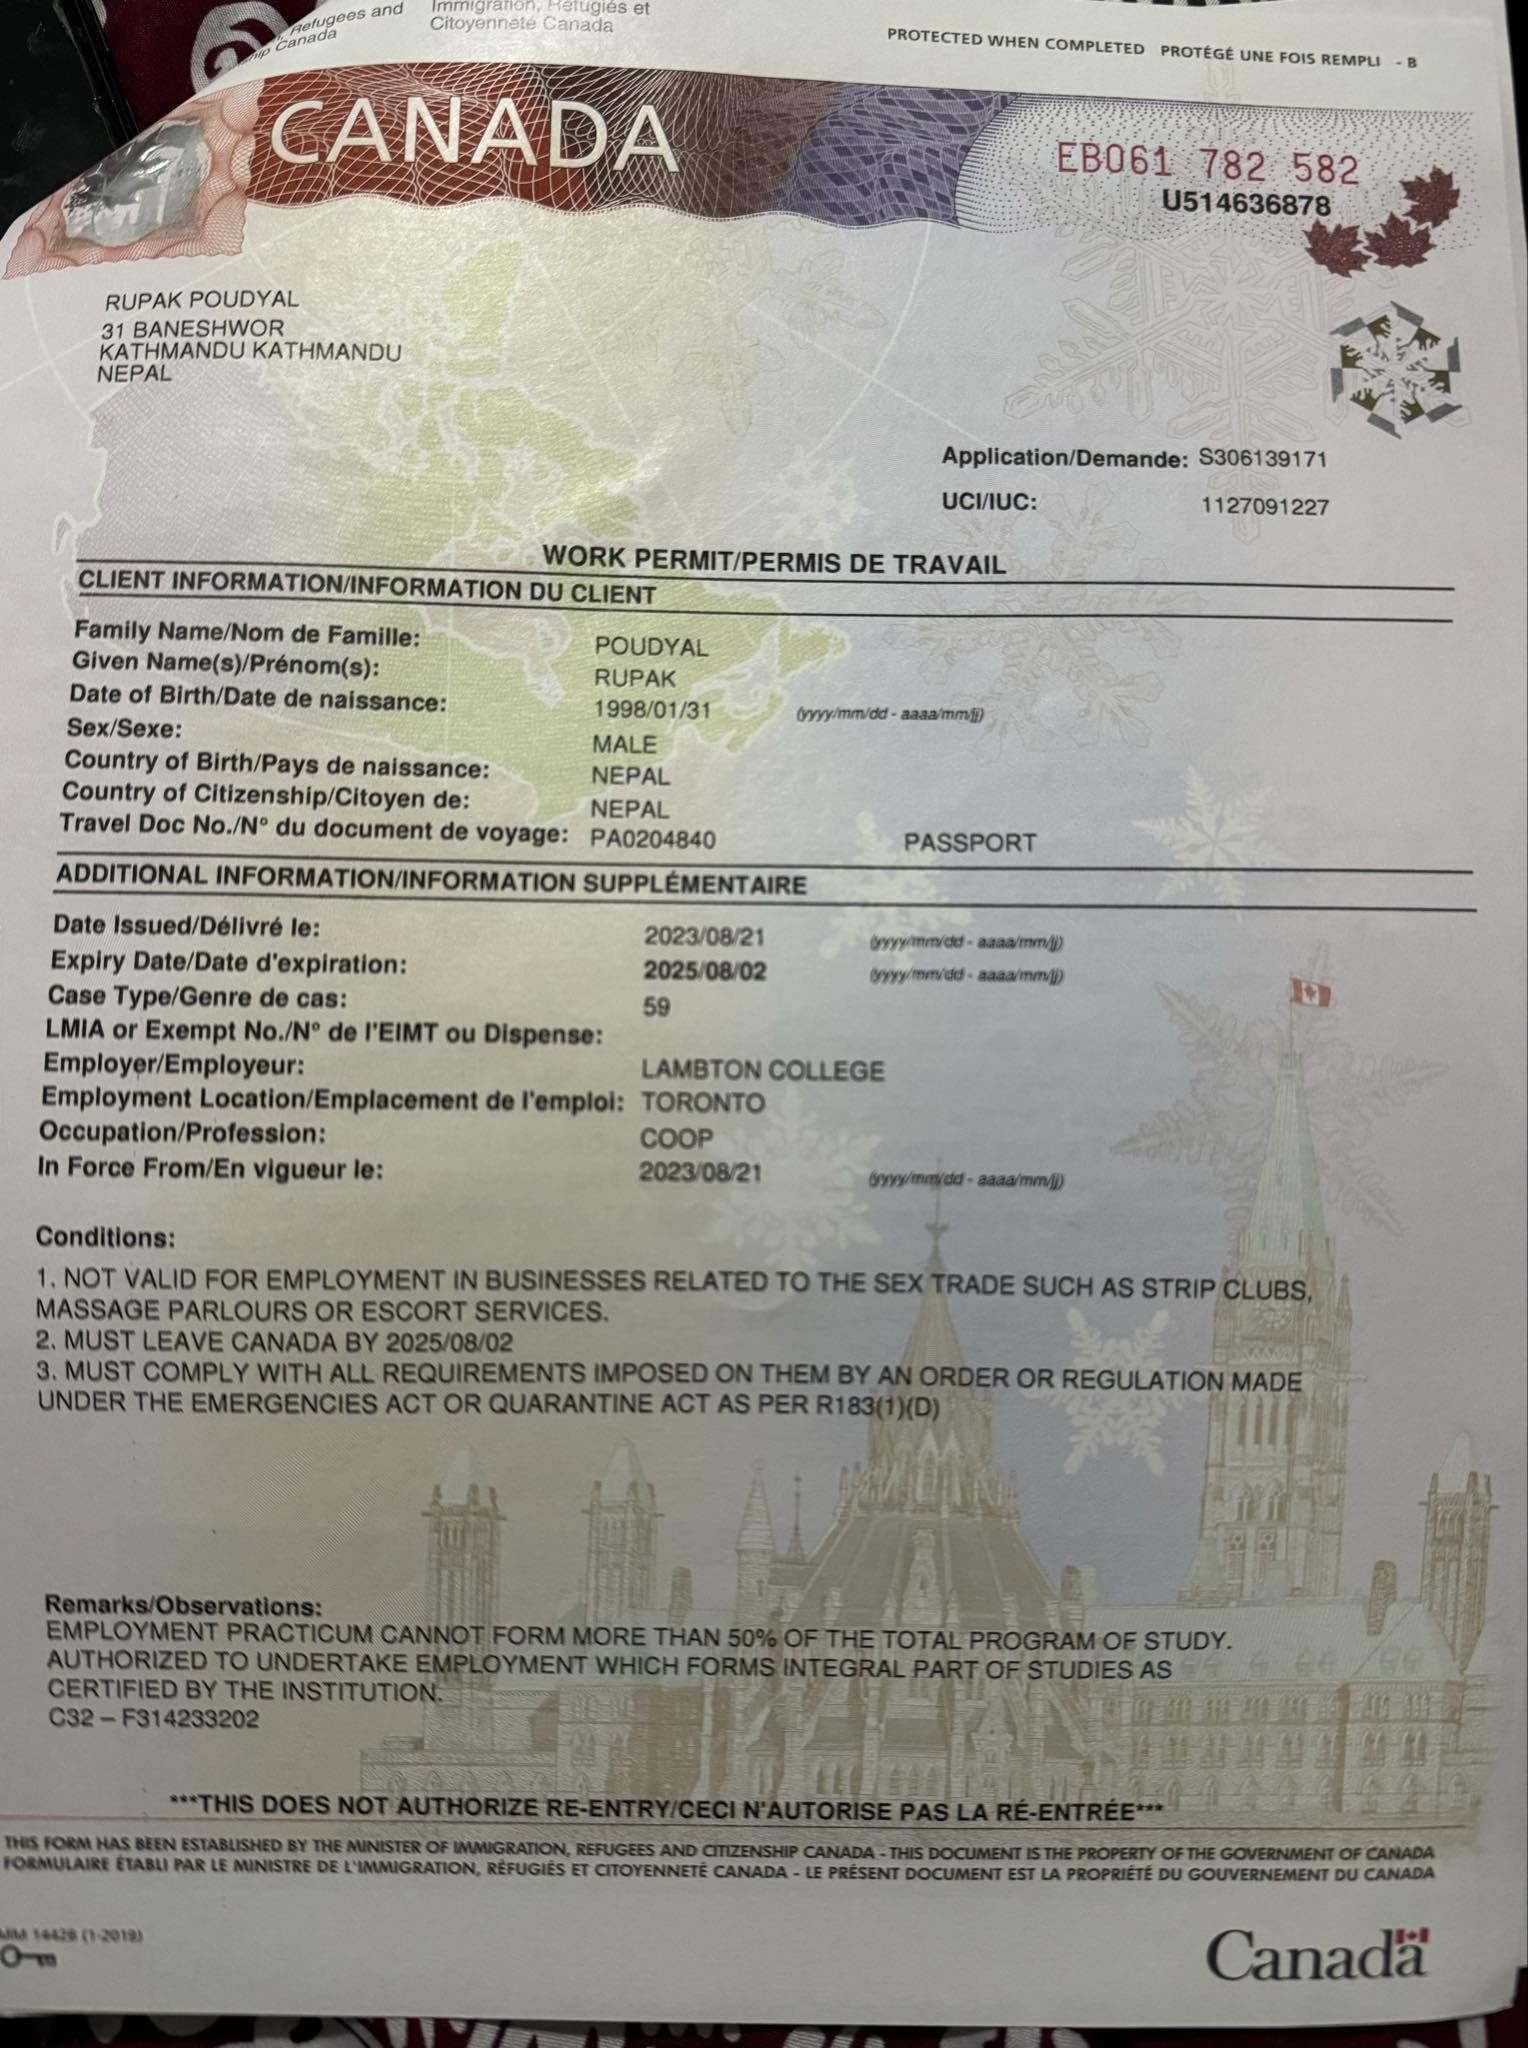 Refugees and
Canada
Immigration, Réfugiés et
Citoyenneté Canada
PROTECTED WHEN COMPLETED PROTÉGÉ UNE FOIS REMPLI - B
CANADA
EB061 782 582
U514636878
RUPAK POUDYAL
31 BANESHWOR
KATHMANDU KATHMANDU
NEPAL
Application/Demande: S306139171
UCI/IUC: 1127091227
WORK PERMIT/PERMIS DE TRAVAIL
CLIENT INFORMATION/INFORMATION DU CLIENT
Family Name/Nom de Famille: POUDYAL
Given Name(s)/Prénom(s): RUPAK
Date of Birth/Date de naissance: 1998/01/31 (yyyy/mm/dd - aaaa/mm/jj)
Sex/Sexe: MALE
Country of Birth/Pays de naissance: NEPAL
Country of Citizenship/Citoyen de: NEPAL
Travel Doc No./N° du document de voyage: PA0204840 PASSPORT
ADDITIONAL INFORMATION/INFORMATION SUPPLÉMENTAIRE
Date Issued/Délivré le: 2023/08/21 (yyyy/mm/dd - aaaa/mm/jj)
Expiry Date/Date d'expiration: 2025/08/02 (yyyy/mm/dd - aaaa/mm/jj)
Case Type/Genre de cas: 59
LMIA or Exempt No./N° de l'EIMT ou Dispense:
Employer/Employeur: LAMBTON COLLEGE
Employment Location/Emplacement de l'emploi: TORONTO
Occupation/Profession: COOP
In Force From/En vigueur le: 2023/08/21 (yyyy/mm/dd - aaaa/mm/jj)
Conditions:
1. NOT VALID FOR EMPLOYMENT IN BUSINESSES RELATED TO THE SEX TRADE SUCH AS STRIP CLUBS,
MASSAGE PARLOURS OR ESCORT SERVICES.
2. MUST LEAVE CANADA BY 2025/08/02
3. MUST COMPLY WITH ALL REQUIREMENTS IMPOSED ON THEM BY AN ORDER OR REGULATION MADE
UNDER THE EMERGENCIES ACT OR QUARANTINE ACT AS PER R183(1)(D)
Remarks/Observations:
EMPLOYMENT PRACTICUM CANNOT FORM MORE THAN 50% OF THE TOTAL PROGRAM OF STUDY.
AUTHORIZED TO UNDERTAKE EMPLOYMENT WHICH FORMS INTEGRAL PART OF STUDIES AS
CERTIFIED BY THE INSTITUTION.
C32 – F314233202
***THIS DOES NOT AUTHORIZE RE-ENTRY/CECI N'AUTORISE PAS LA RÉ-ENTRÉE***
THIS FORM HAS BEEN ESTABLISHED BY THE MINISTER OF IMMIGRATION, REFUGEES AND CITIZENSHIP CANADA - THIS DOCUMENT IS THE PROPERTY OF THE GOVERNMENT OF CANADA
FORMULAIRE ÉTABLI PAR LE MINISTRE DE L'IMMIGRATION, RÉFUGIÉS ET CITOYENNETÉ CANADA - LE PRÉSENT DOCUMENT EST LA PROPRIÉTÉ DU GOUVERNEMENT DU CANADA
(1-2019)
Canada